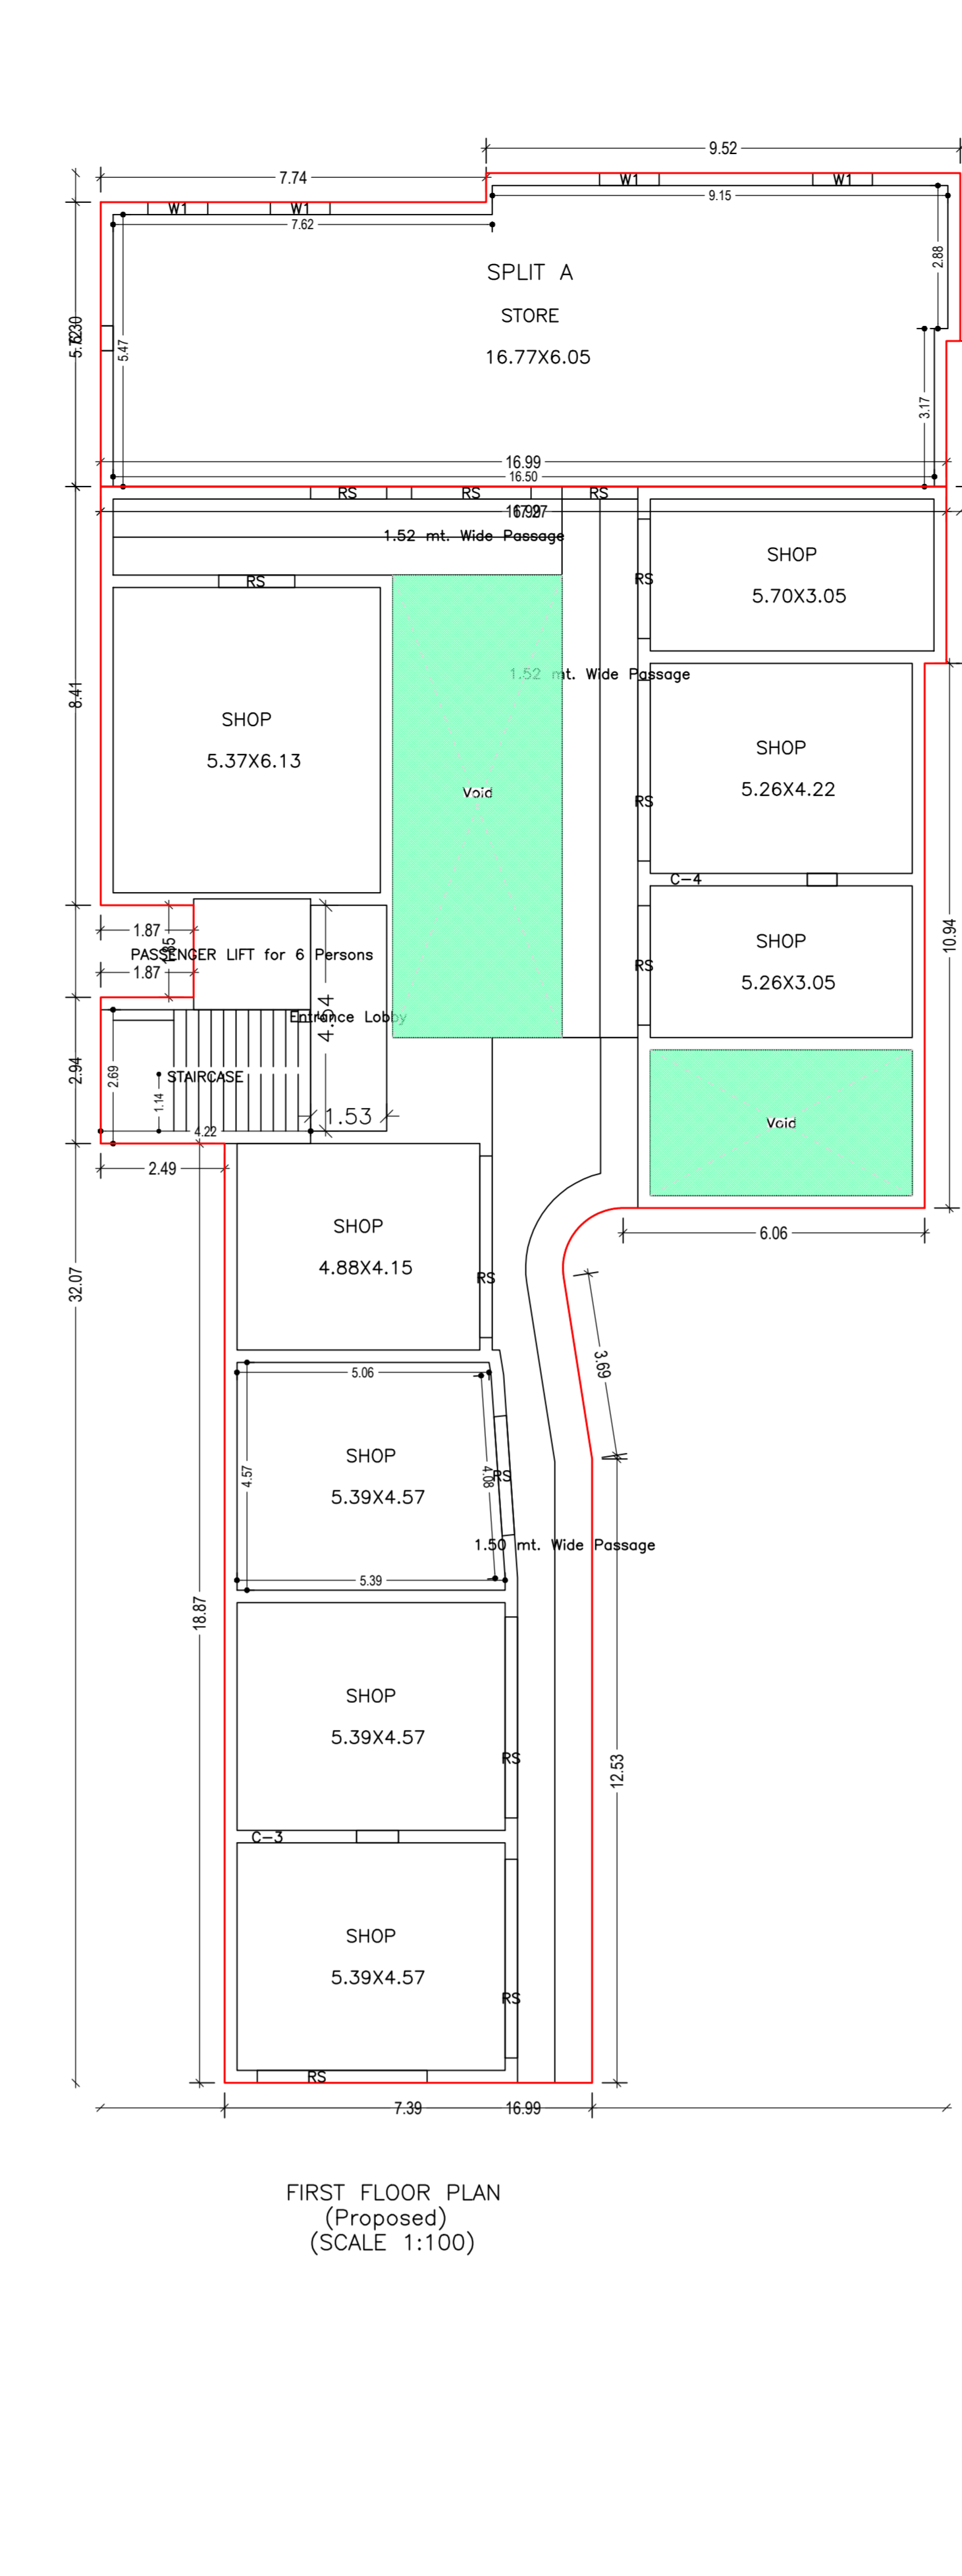 9.52
7.74
W1
W1
9.15
W1
W1
7.62
2.88
SPLIT A
STORE
16.77X6.05
5.47
3.17
16.99
16.50
RS
RS
RS
1.52 mt. Wide Passage
SHOP
5.70X3.05
RS
RS
1.52 mt. Wide Passage
8.41
SHOP
5.37X6.13
SHOP
5.26X4.22
Void
RS
C-4
1.87
1.85
SHOP
5.26X3.05
RS
10.94
PASSENGER LIFT for 6 Persons
1.87
4.54
Entrance Lobby
2.94
2.69
STAIRCASE
1.14
1.53
4.22
Void
2.49
SHOP
4.88X4.15
RS
6.06
32.07
3.69
5.06
SHOP
5.39X4.57
4.57
4.08
RS
1.50 mt. Wide Passage
5.39
18.87
SHOP
5.39X4.57
RS
12.53
C-3
SHOP
5.39X4.57
RS
RS
7.39
16.99
FIRST FLOOR PLAN
(Proposed)
(SCALE 1:100)